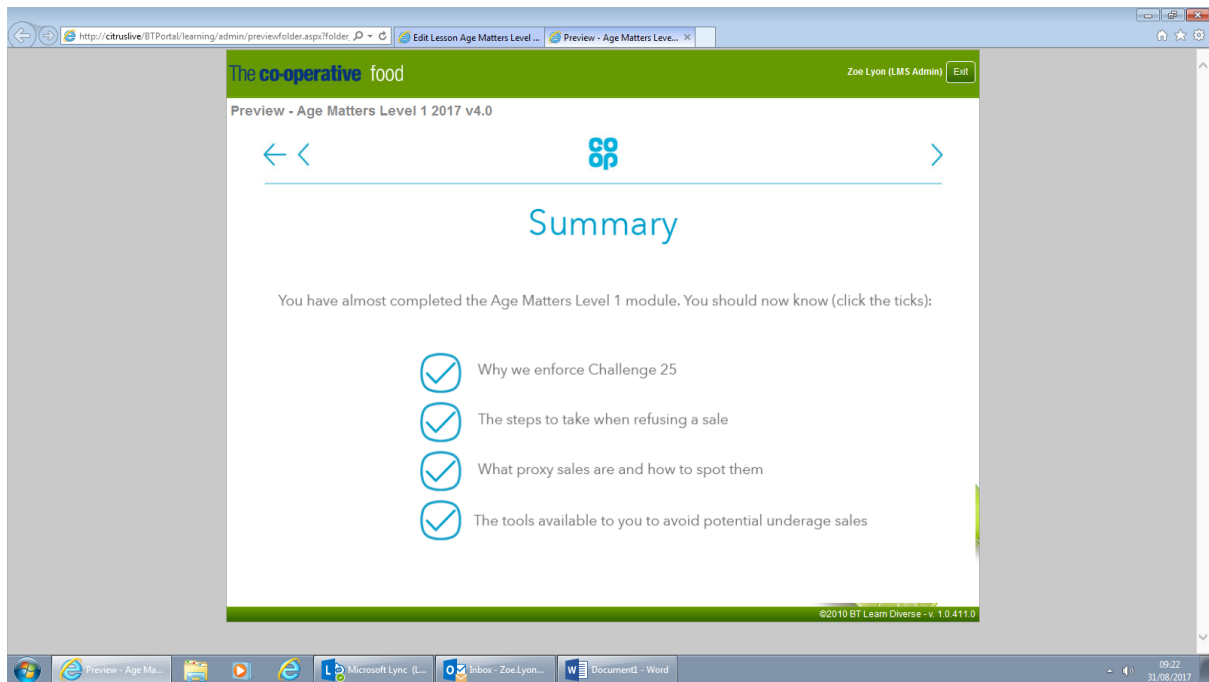 http://citruslive/BTPortal/learning/admin/previewfolder.aspx?folder
Edit Lesson Age Matters Level ...
Preview - Age Matters Leve...
The co-operative food
Zoe Lyon (LMS Admin)
Exit
Preview - Age Matters Level 1 2017 v4.0
CO
OP
Summary
You have almost completed the Age Matters Level 1 module. You should now know (click the ticks):
Why we enforce Challenge 25
The steps to take when refusing a sale
What proxy sales are and how to spot them
The tools available to you to avoid potential underage sales
©2010 BT Learn Diverse - v. 1.0.411.0
Preview - Age Ma...
Microsoft Lync (L...
Inbox - Zoe.Lyon...
Document1 - Word
09:22
31/08/2017